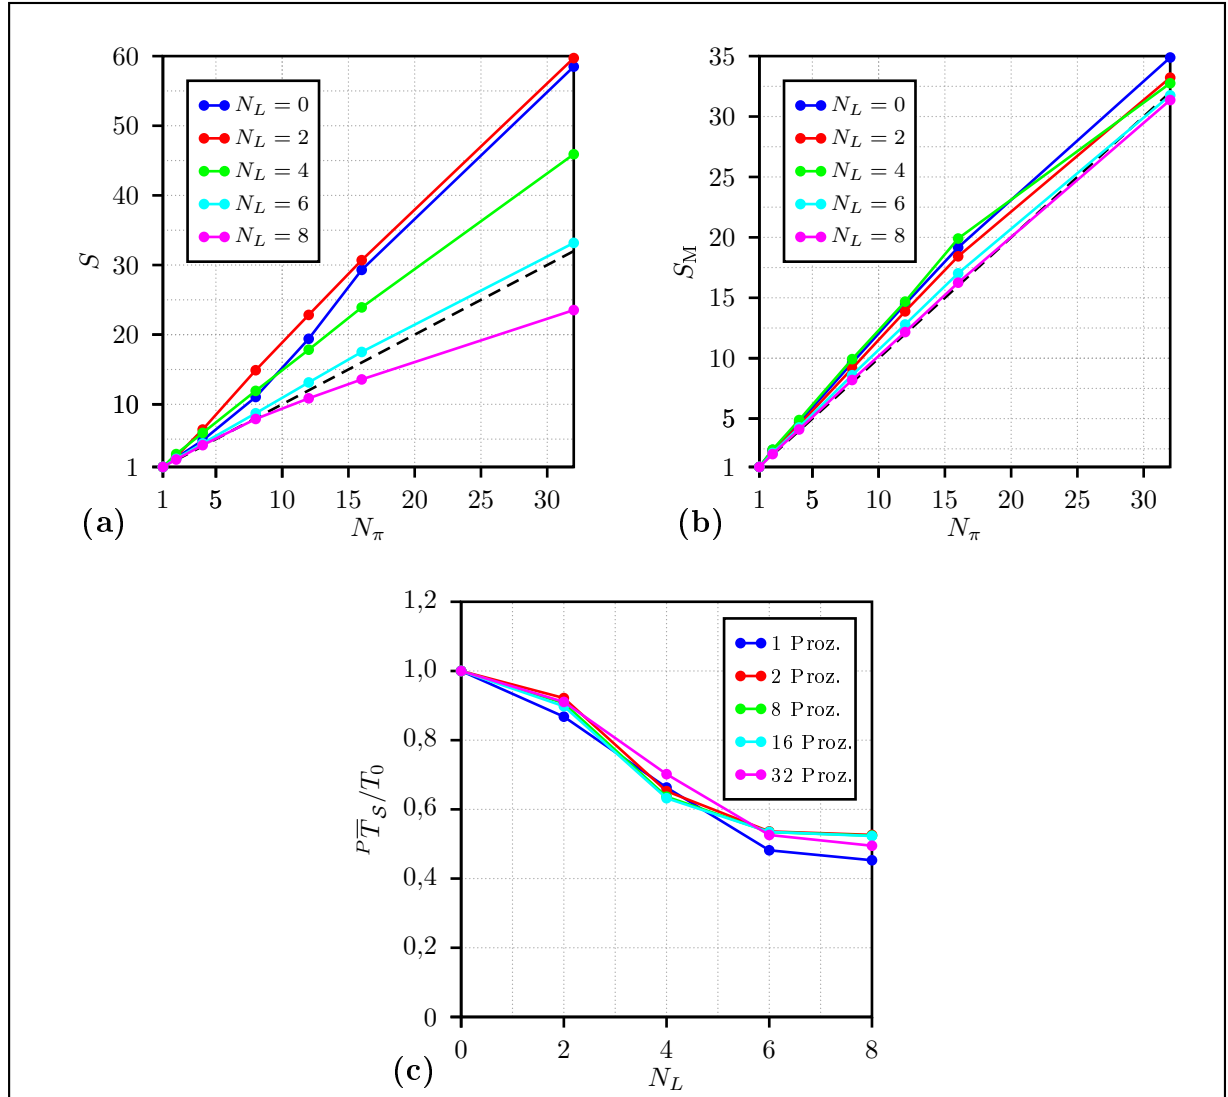 60
50
40
30
20
10
1
S
N_L = 0
N_L = 2
N_L = 4
N_L = 6
N_L = 8
1 5 10 15 20 25 30
N_π
(a)
35
30
25
20
15
10
5
1
S_M
N_L = 0
N_L = 2
N_L = 4
N_L = 6
N_L = 8
1 5 10 15 20 25 30
N_π
(b)
1,2
1,0
0,8
0,6
0,4
0,2
0
^P T̅_S/T_0
1 Proz.
2 Proz.
8 Proz.
16 Proz.
32 Proz.
0 2 4 6 8
N_L
(c)